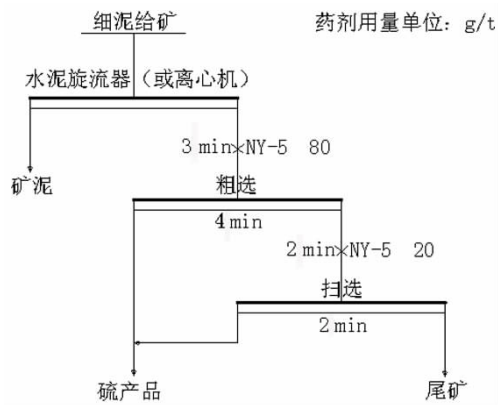 细泥给矿
药剂用量单位：g/t
水泥旋流器（或离心机）
3 min×NY-5 80
矿泥
粗选
4 min
2 min×NY-5 20
扫选
2 min
硫产品
尾矿